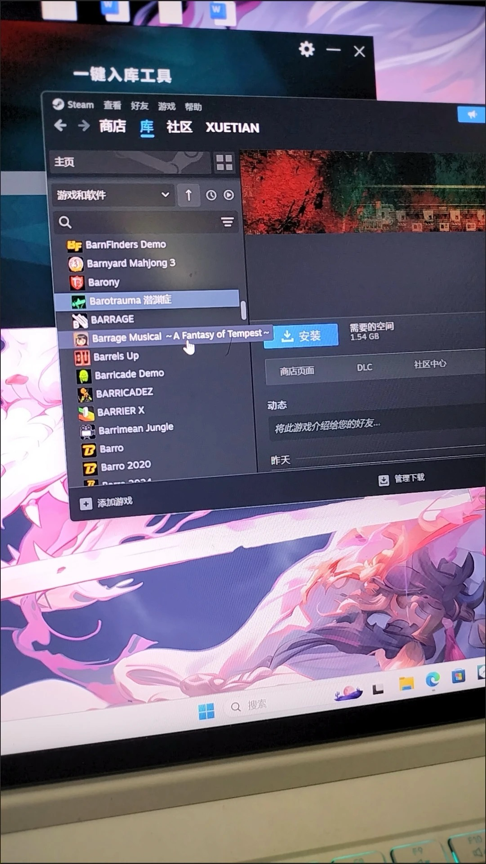 一键入库工具
Steam 查看 好友 游戏 帮助
商店 库 社区 XUETIAN
主页
游戏和软件
BarnFinders Demo
Barnyard Mahjong 3
Barony
Barotrauma 潜渊症
BARRAGE
Barrage Musical ~A Fantasy of Tempest~
Barrels Up
Barricade Demo
BARRICADEZ
BARRIER X
Barrimean Jungle
Barro
Barro 2020
安装
需要的空间
1.54 GB
商店页面 DLC 社区中心
动态
将此游戏介绍给您的好友...
昨天
添加游戏
管理下载
搜索